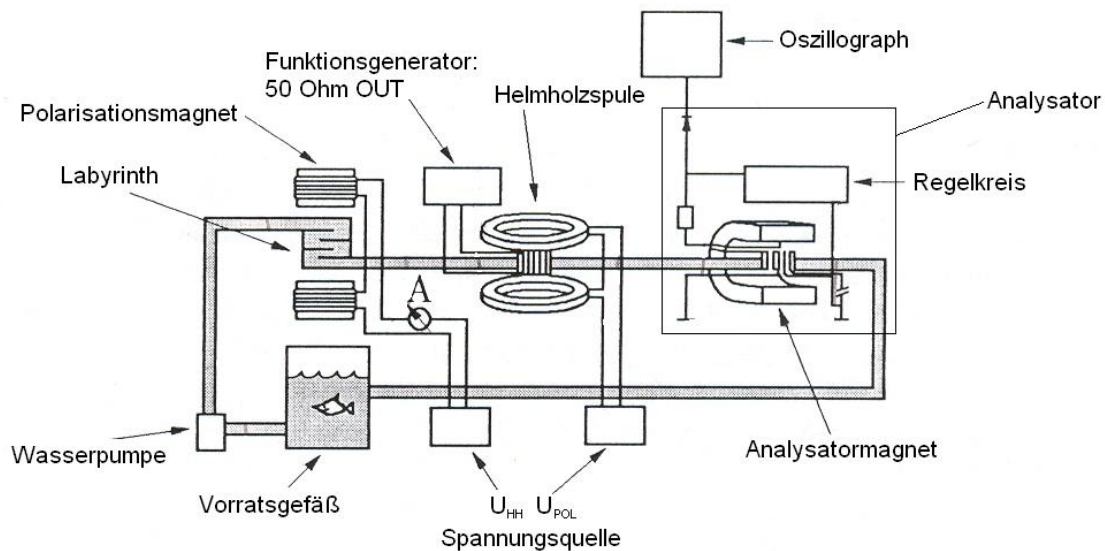 Oszillograph
Funktionsgenerator:
50 Ohm OUT
Helmholzspule
Analysator
Polarisationsmagnet
Labyrinth
Regelkreis
A
Wasserpumpe
Vorratsgefäß
Analysatormagnet
U_HH U_POL
Spannungsquelle